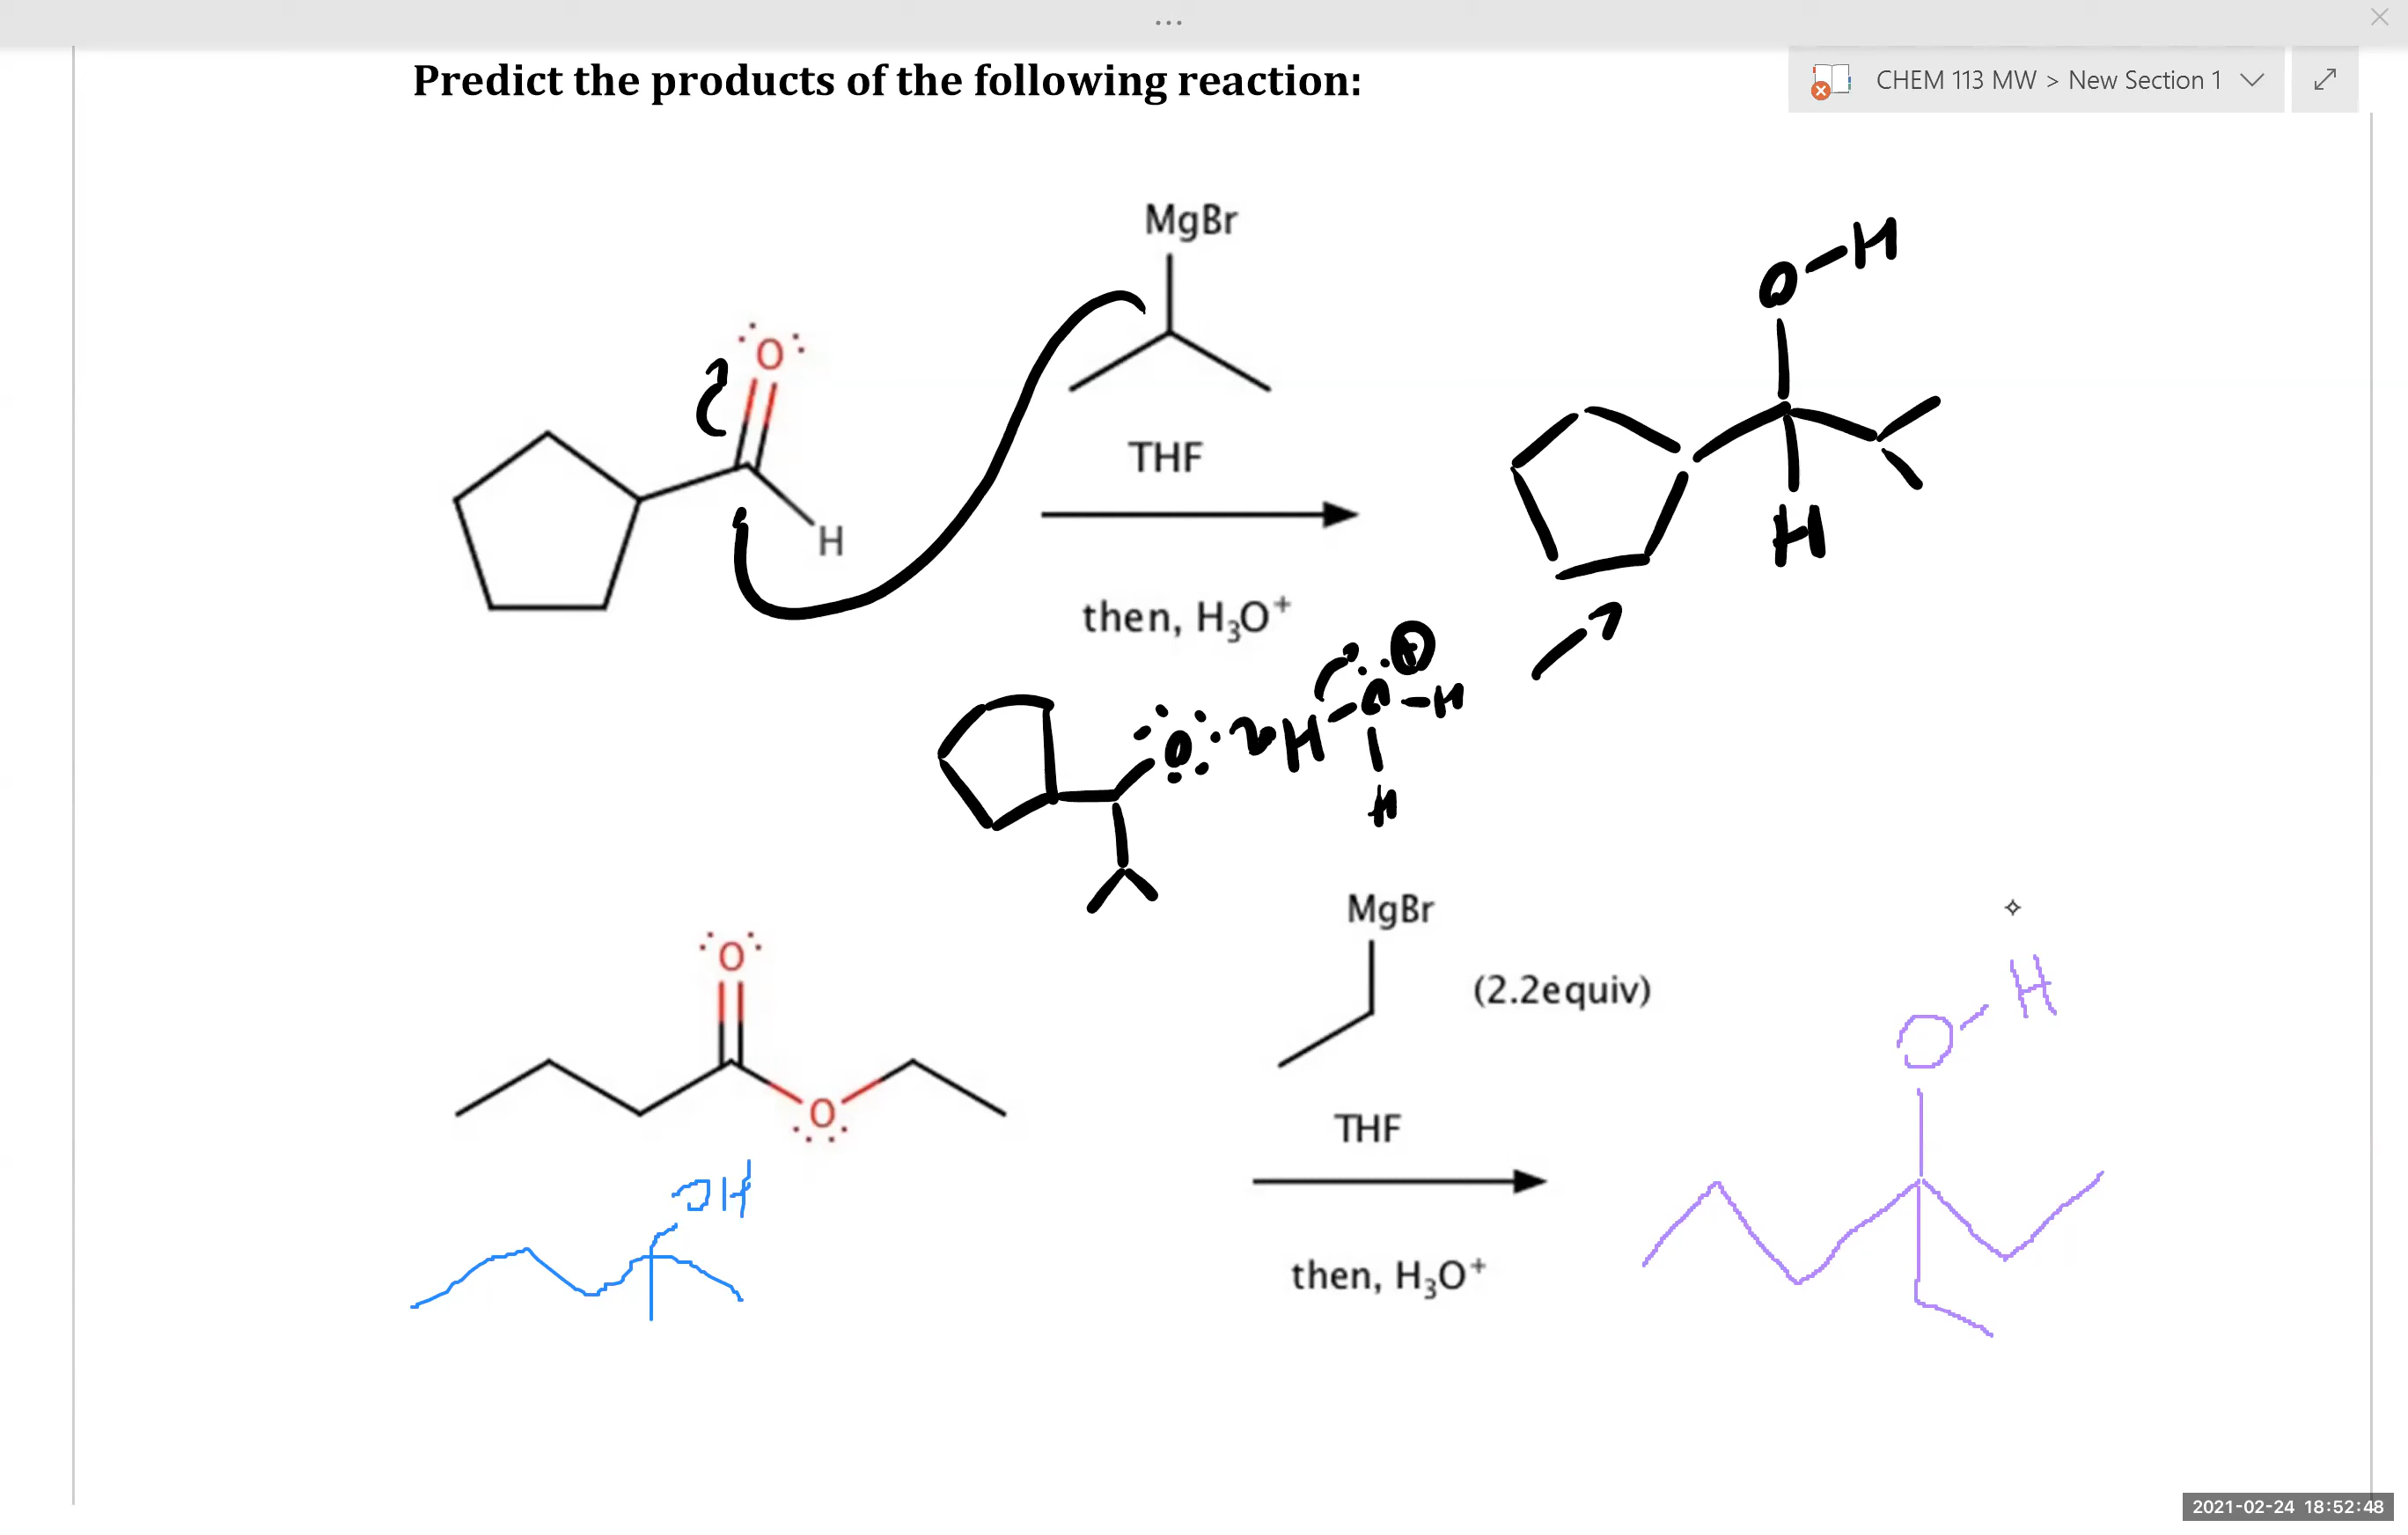 Predict the products of the following reaction:
CHEM 113 MW > New Section 1
MgBr
O
H
THF
then, H₃O⁺
O-H
H
O H O-H
H
MgBr
(2.2equiv)
O
O
THF
then, H₃O⁺
OH
O-H
2021-02-24 18:52:48